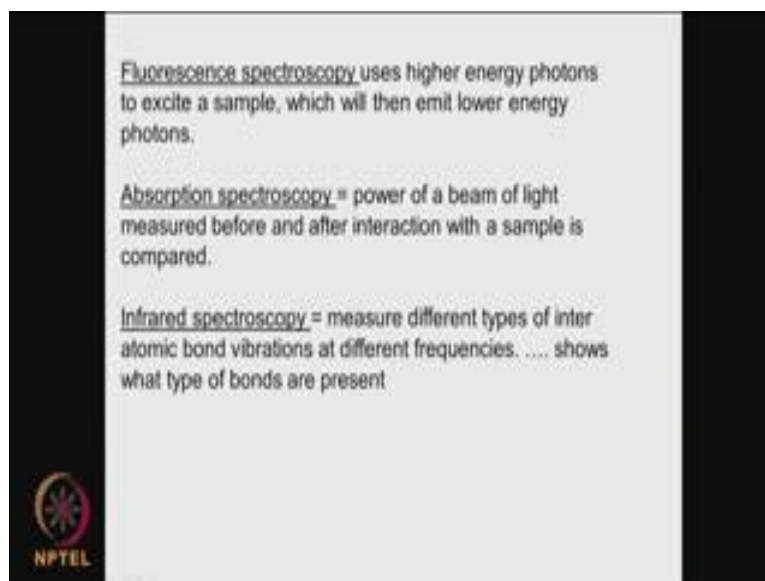 Fluorescence spectroscopy uses higher energy photons
to excite a sample, which will then emit lower energy
photons.
Absorption spectroscopy = power of a beam of light
measured before and after interaction with a sample is
compared.
Infrared spectroscopy = measure different types of inter
atomic bond vibrations at different frequencies. .... shows
what type of bonds are present
NPTEL